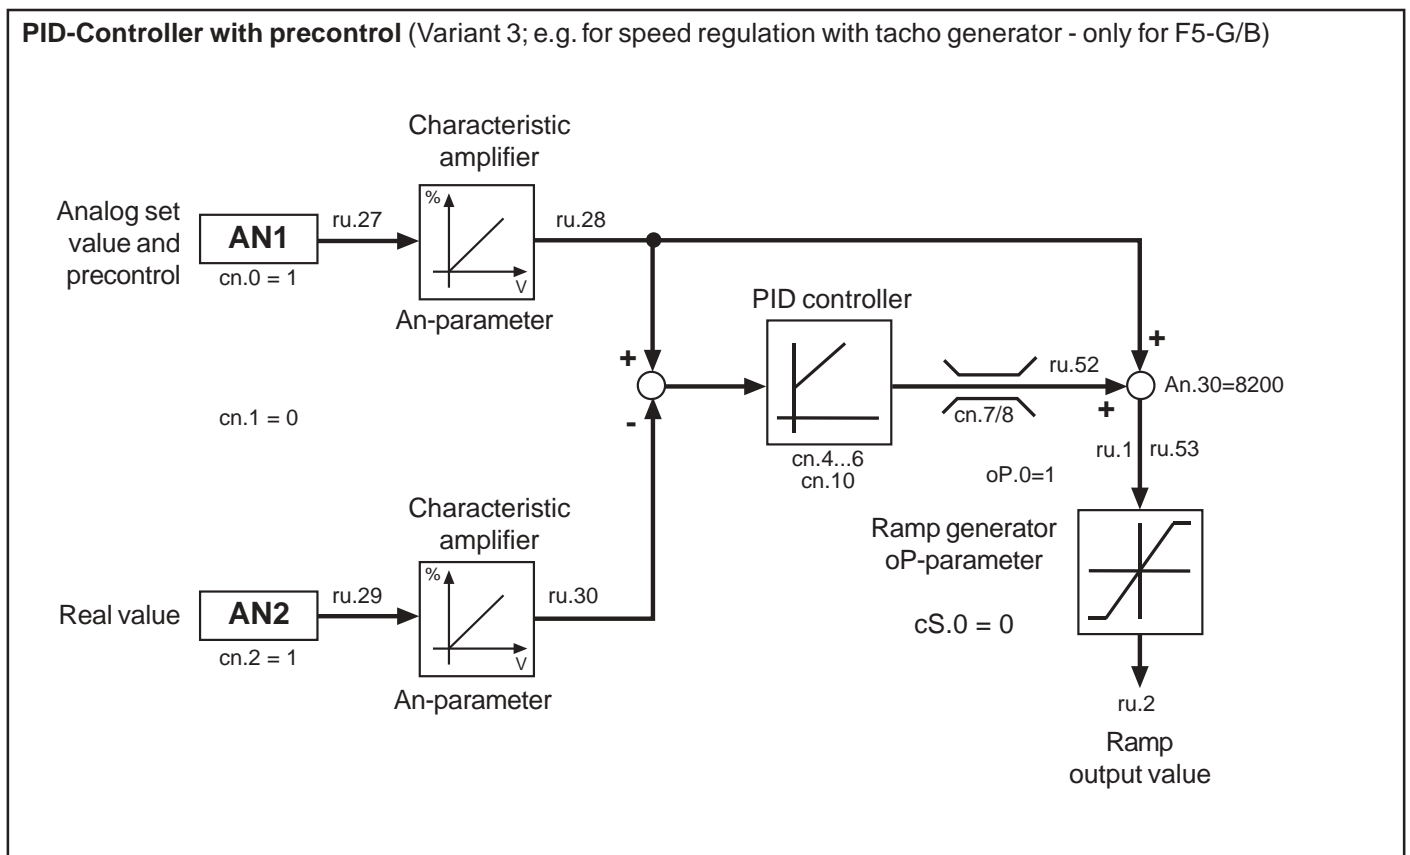 PID-Controller with precontrol (Variant 3; e.g. for speed regulation with tacho generator - only for F5-G/B)
Characteristic
amplifier
Analog set
value and
precontrol
AN1
cn.0 = 1
ru.27
%
V
An-parameter
ru.28
PID controller
+
-
cn.4...6
cn.10
cn.7/8
ru.52
+
+
An.30=8200
cn.1 = 0
ru.1
ru.53
oP.0=1
Characteristic
amplifier
Ramp generator
oP-parameter
cS.0 = 0
Real value
AN2
cn.2 = 1
ru.29
%
V
An-parameter
ru.30
ru.2
Ramp
output value